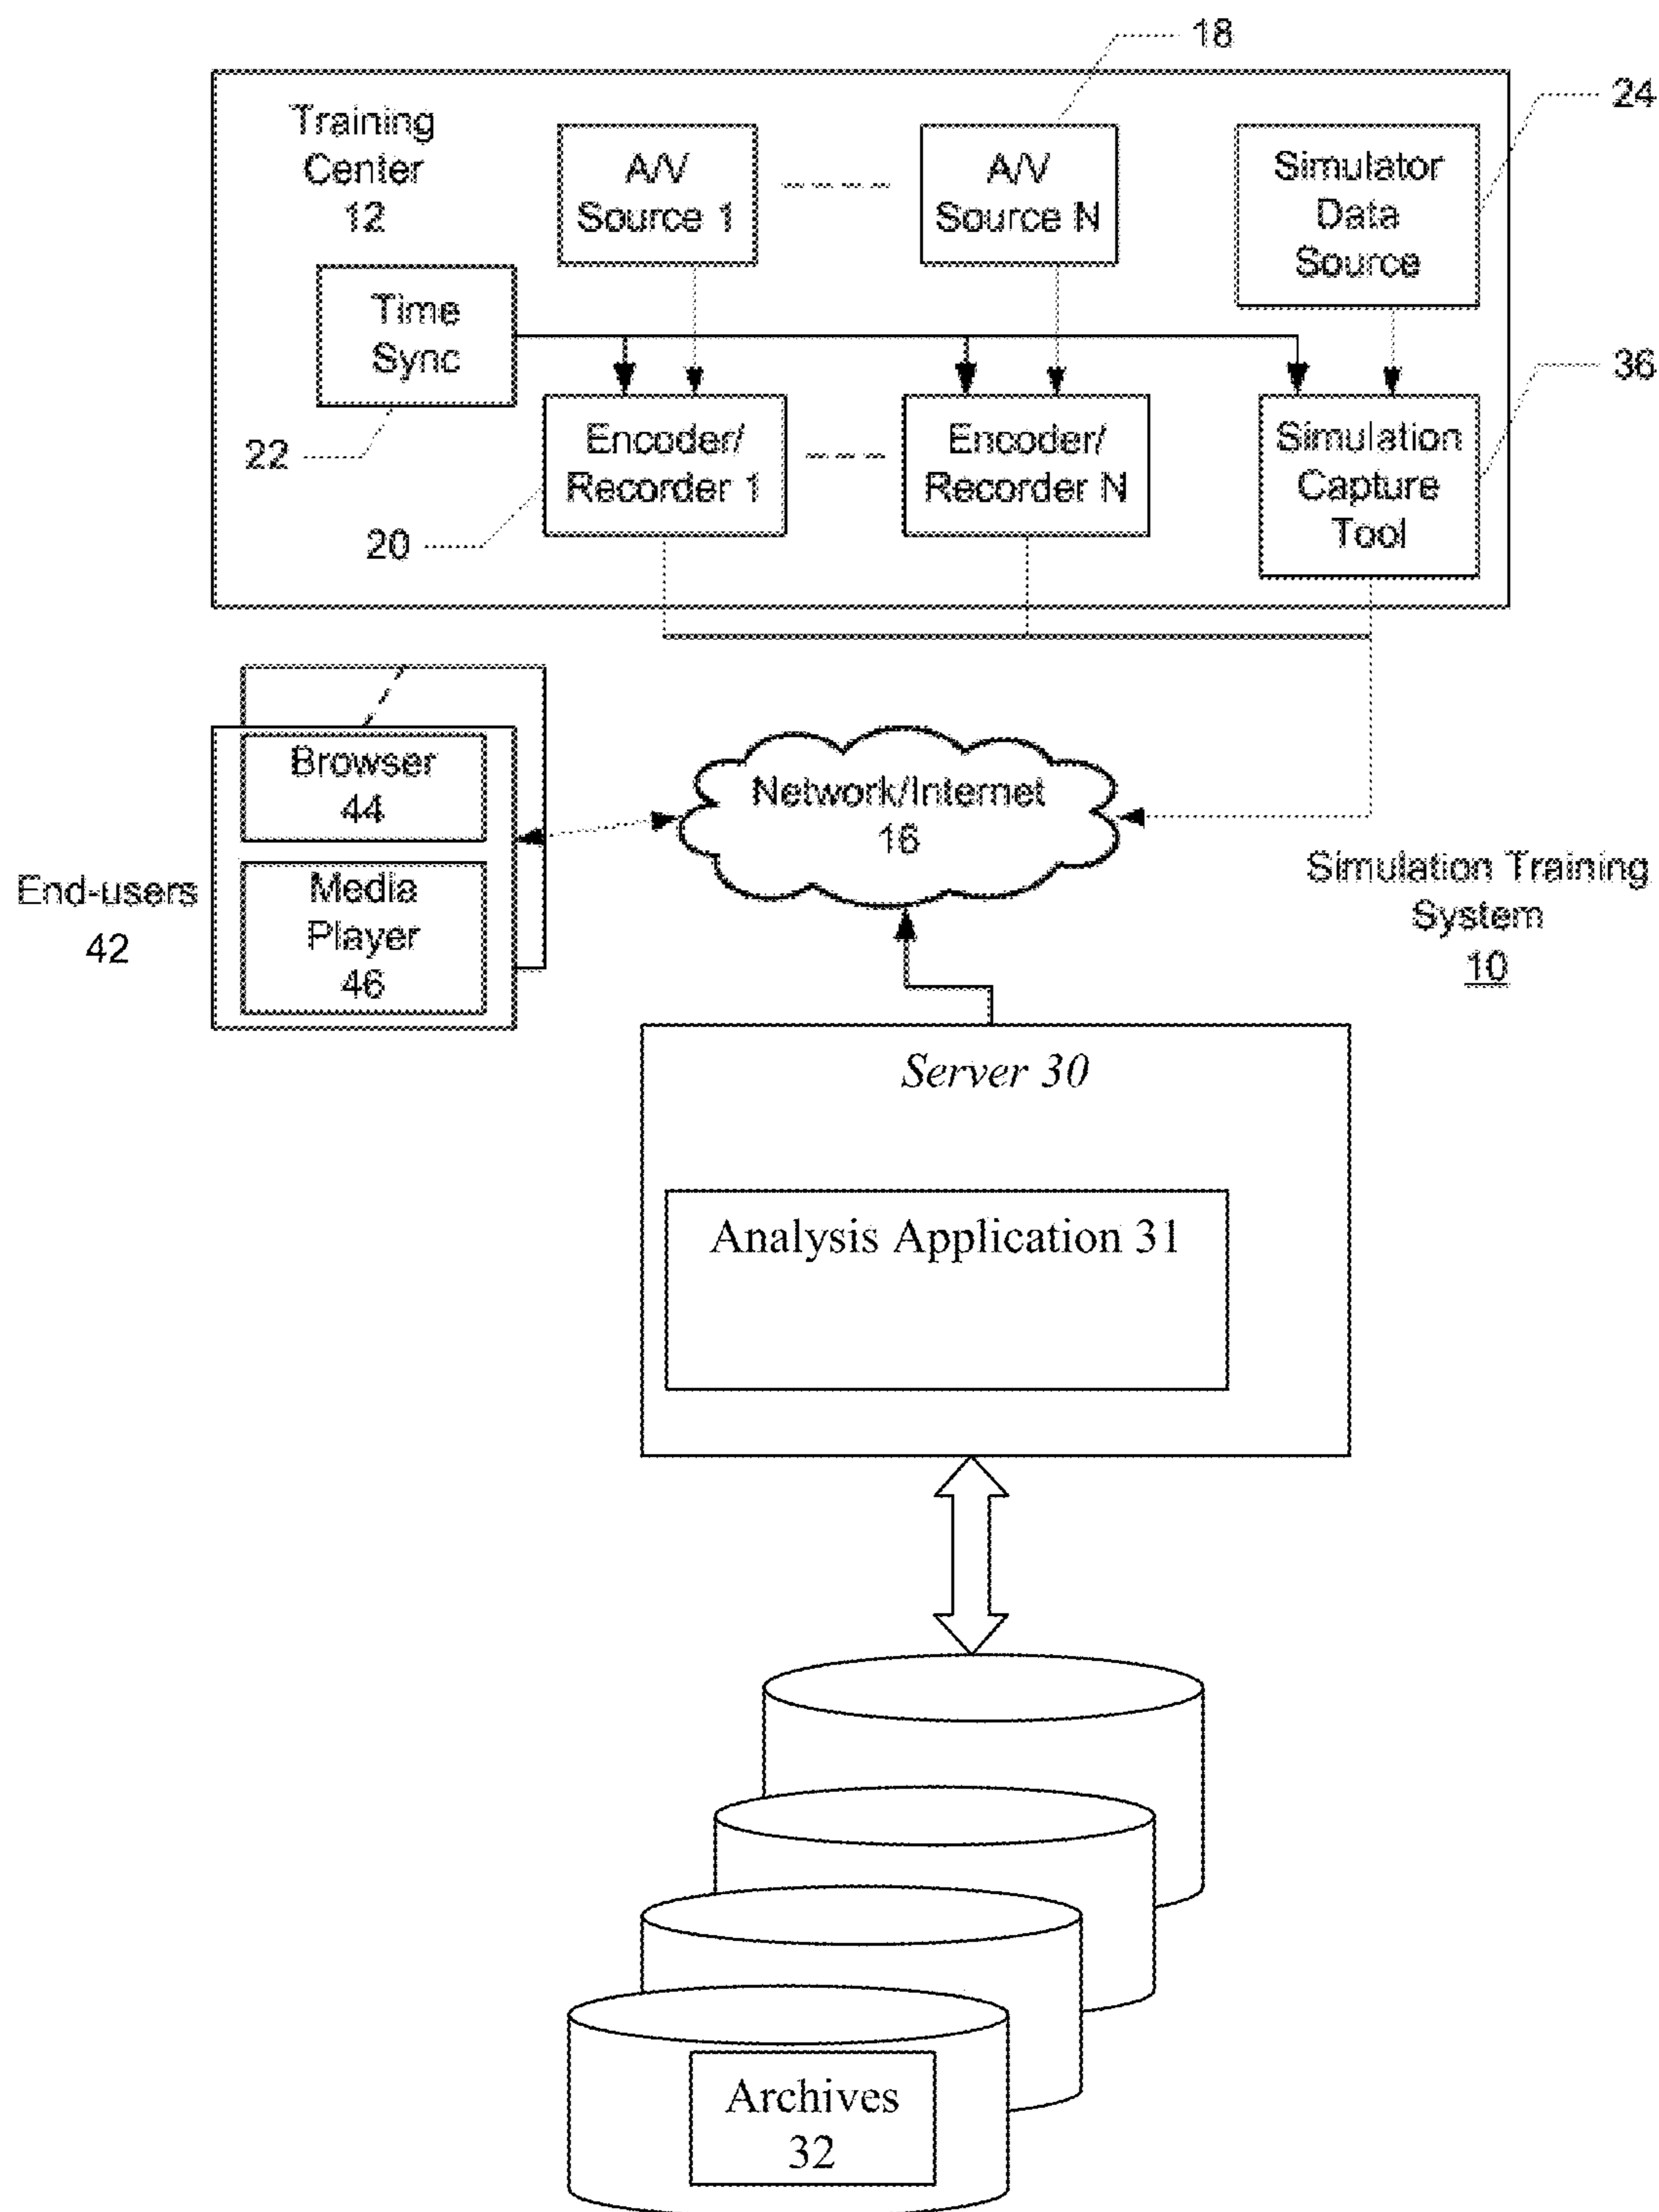 18
24
Training
Center
12
A/V
Source 1
A/V
Source N
Simulator
Data
Source
Time
Sync
36
22
Encoder/
Recorder 1
Encoder/
Recorder N
Simulation
Capture
Tool
20
Browser
44
Network/Internet
16
End-users
42
Media
Player
46
Simulation Training
System
10
Server 30
Analysis Application 31
Archives
32